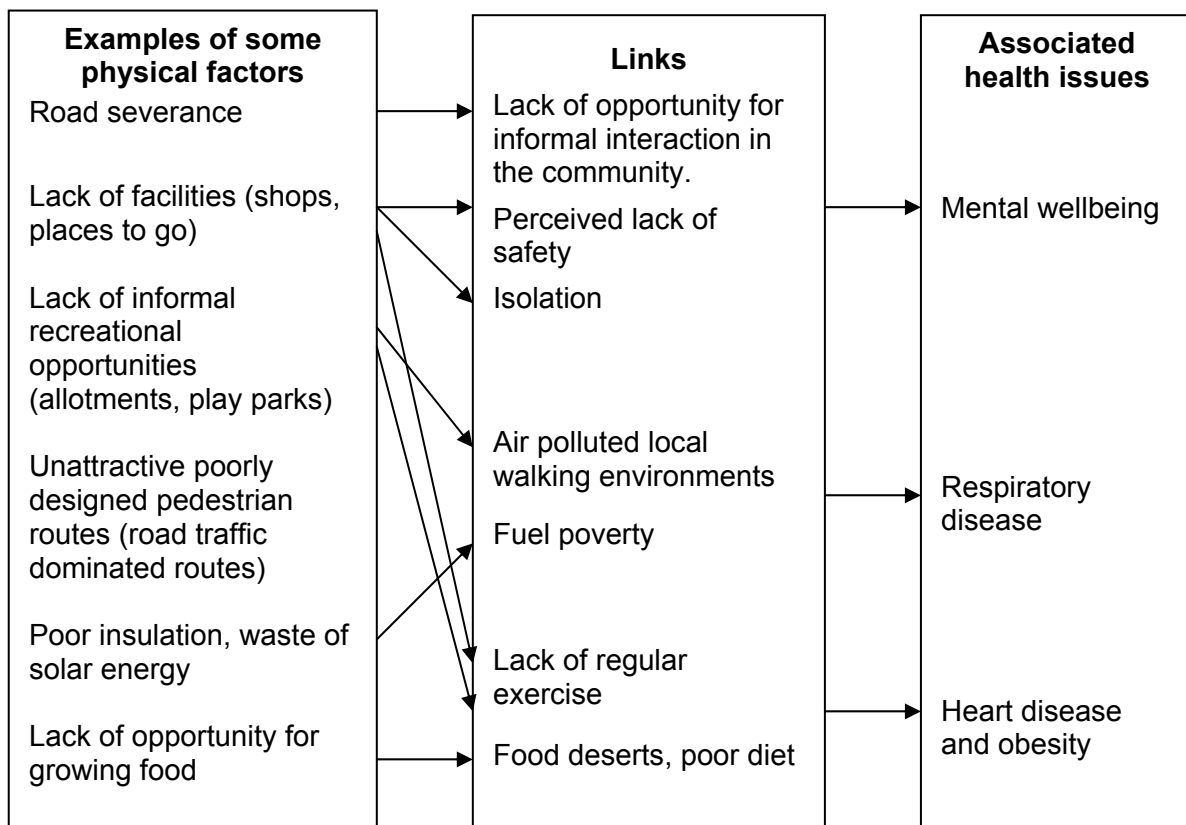 Examples of some
physical factors
Road severance
Lack of facilities (shops,
places to go)
Lack of informal
recreational
opportunities
(allotments, play parks)
Unattractive poorly
designed pedestrian
routes (road traffic
dominated routes)
Poor insulation, waste of
solar energy
Lack of opportunity for
growing food
Links
Lack of opportunity for
informal interaction in
the community.
Perceived lack of
safety
Isolation
Air polluted local
walking environments
Fuel poverty
Lack of regular
exercise
Food deserts, poor diet
Associated
health issues
Mental wellbeing
Respiratory
disease
Heart disease
and obesity